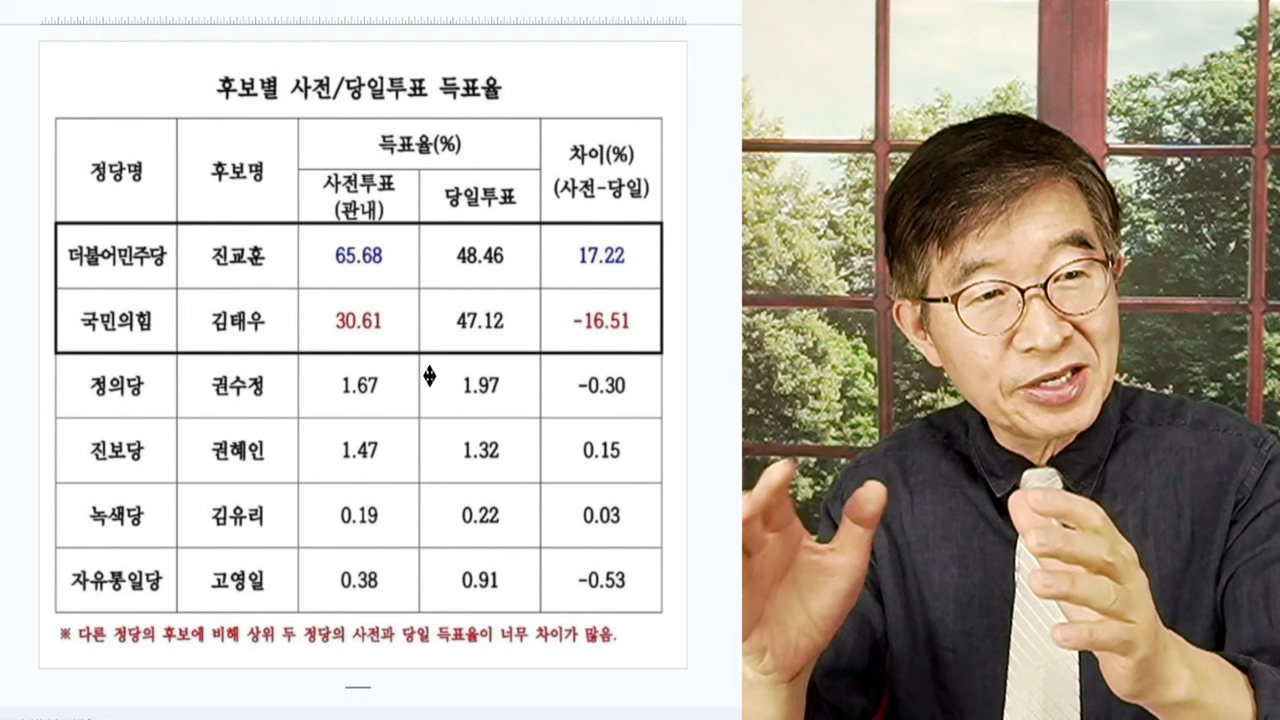 후보별 사전/당일투표 득표율
정당명 후보명 득표율(%) 차이(%)
(사전-당일)
사전투표
(관내) 당일투표
더불어민주당 진교훈 65.68 48.46 17.22
국민의힘 김태우 30.61 47.12 -16.51
정의당 권수정 1.67 1.97 -0.30
진보당 권혜인 1.47 1.32 0.15
녹색당 김유리 0.19 0.22 0.03
자유통일당 고영일 0.38 0.91 -0.53
※ 다른 정당의 후보에 비해 상위 두 정당의 사전과 당일 득표율이 너무 차이가 많음.